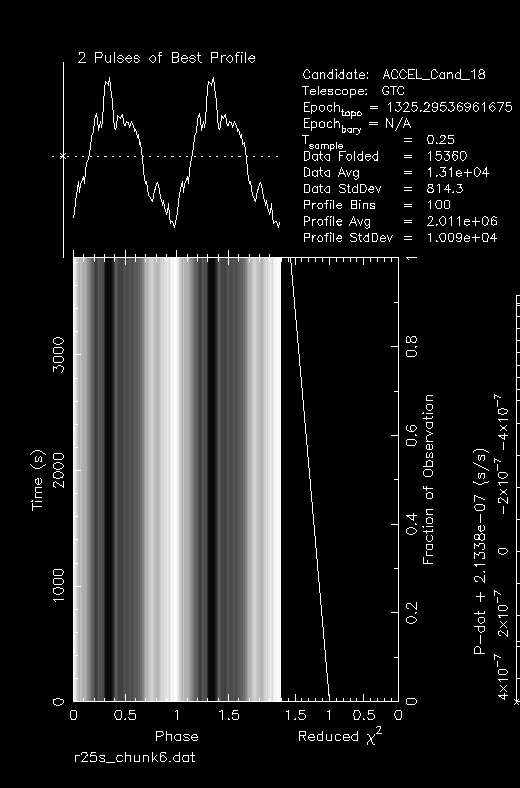 2 Pulses of Best Profile
Candidate: ACCEL_Cand_18
Telescope: GTC
Epoch_topo = 1325.29536961675
Epoch_bary = N/A
T_sample = 0.25
Data Folded = 15360
Data Avg = 1.31e+04
Data StdDev = 814.3
Profile Bins = 100
Profile Avg = 2.011e+06
Profile StdDev = 1.009e+04
Time (s)
0 1000 2000 3000
0 0.5 1 1.5
Phase
1.5 1 0.5 0
Reduced χ²
0 0.2 0.4 0.6 0.8 1
Fraction of Observation
P-dot + 2.1338e-07 (s/s)
4×10⁻⁷ 2×10⁻⁷ 0 −2×10⁻⁷ −4×10⁻⁷
r25s_chunk6.dat